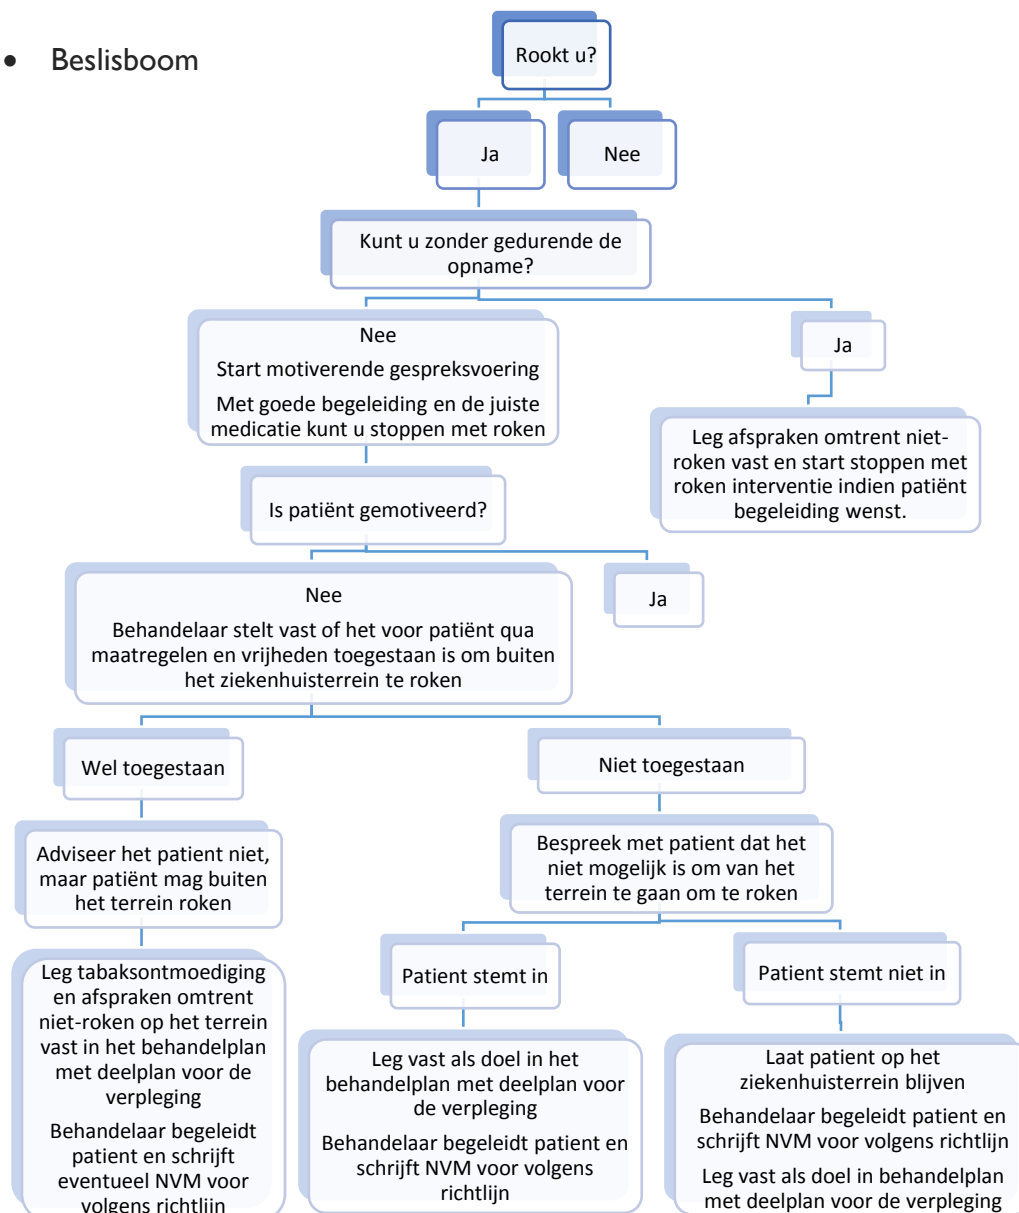 • Beslisboom
Rookt u?
Ja
Nee
Kunt u zonder gedurende de
opname?
Nee
Start motiverende gespreksvoering
Met goede begeleiding en de juiste
medicatie kunt u stoppen met roken
Ja
Leg afspraken omtrent niet-
roken vast en start stoppen met
roken interventie indien patiënt
begeleiding wenst.
Is patiënt gemotiveerd?
Nee
Behandelaar stelt vast of het voor patiënt qua
maatregelen en vrijheden toegestaan is om buiten
het ziekenhuisterrein te roken
Ja
Wel toegestaan
Adviseer het patient niet,
maar patiënt mag buiten
het terrein roken
Leg tabaksontmoediging
en afspraken omtrent
niet-roken op het terrein
vast in het behandelplan
met deelplan voor de
verpleging
Behandelaar begeleidt
patient en schrijft
eventueel NVM voor
volgens richtlijn
Niet toegestaan
Bespreek met patient dat het
niet mogelijk is om van het
terrein te gaan om te roken
Patient stemt in
Leg vast als doel in het
behandelplan met deelplan voor
de verpleging
Behandelaar begeleidt patient en
schrijft NVM voor volgens
richtlijn
Patient stemt niet in
Laat patient op het
ziekenhuisterrein blijven
Behandelaar begeleidt patient en
schrijft NVM voor volgens richtlijn
Leg vast als doel in behandelplan
met deelplan voor de verpleging